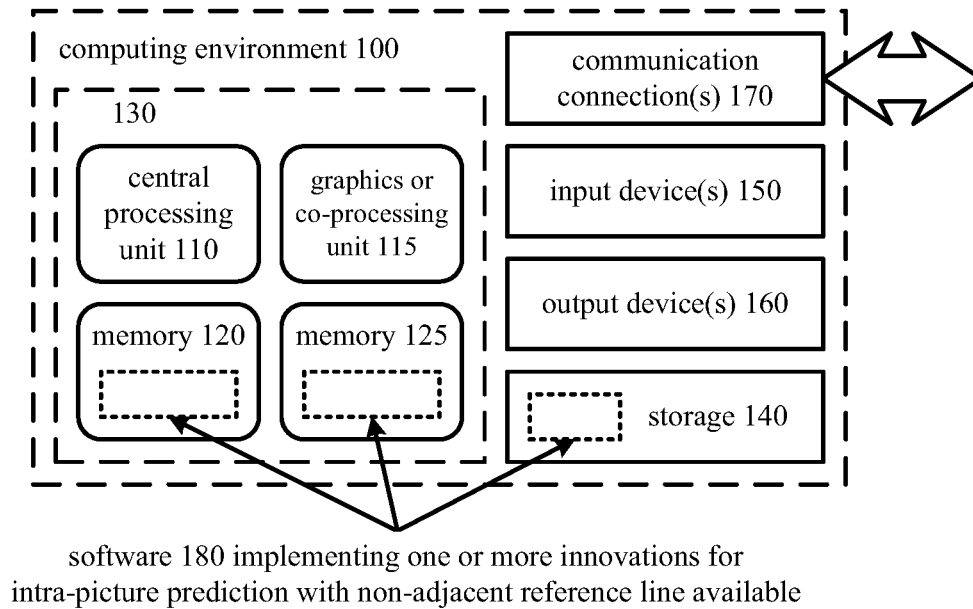 computing environment 100
130
central
processing
unit 110
graphics or
co-processing
unit 115
memory 120
memory 125
communication
connection(s) 170
input device(s) 150
output device(s) 160
storage 140
software 180 implementing one or more innovations for
intra-picture prediction with non-adjacent reference line available